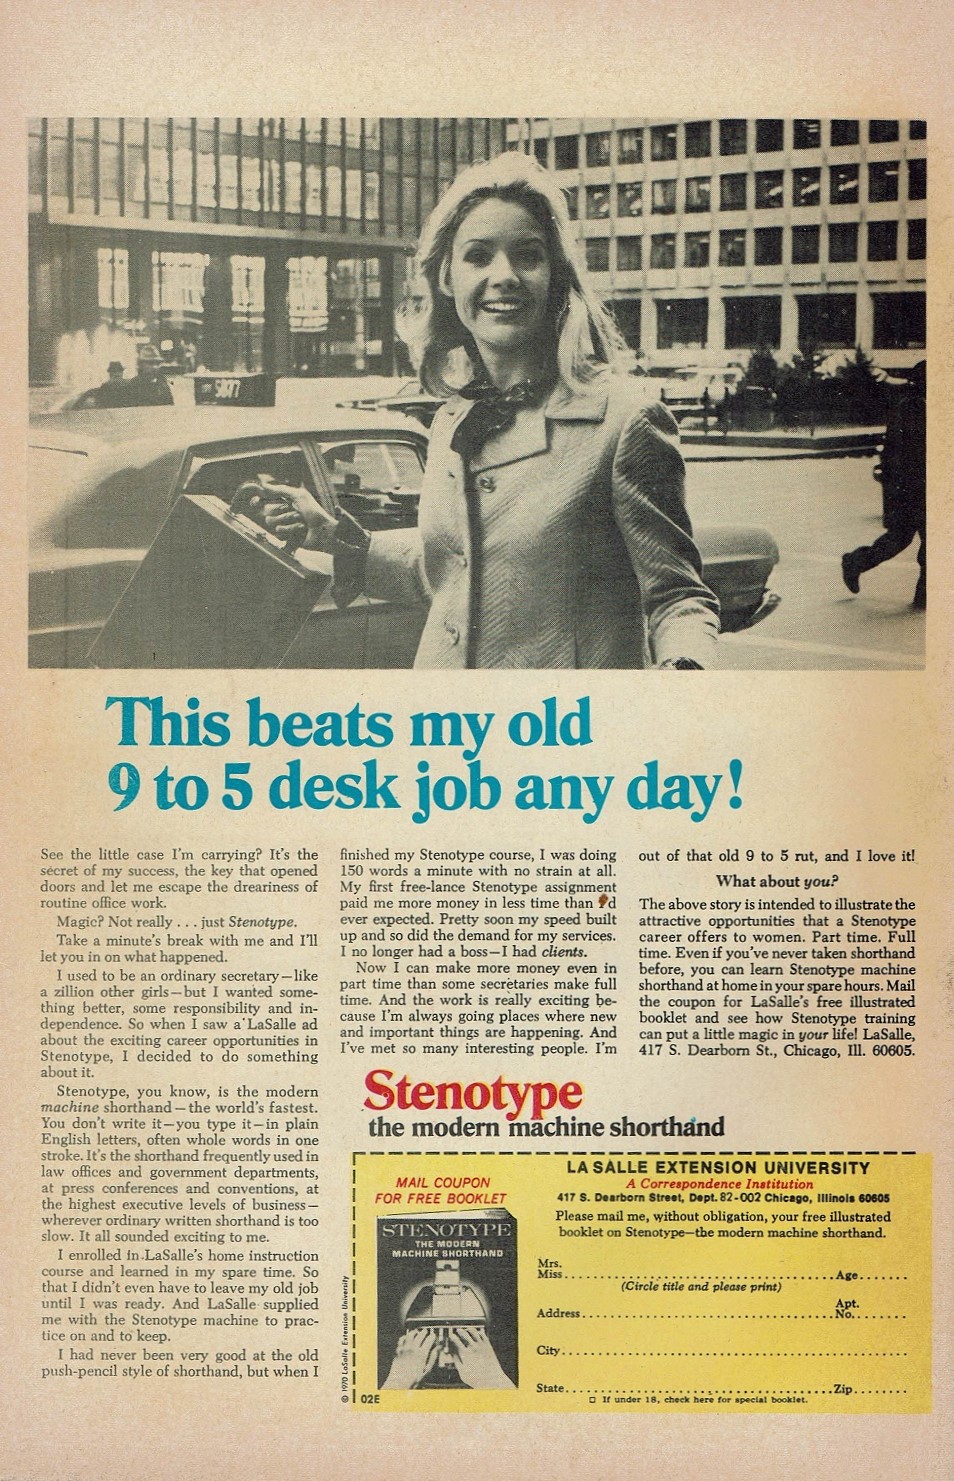 5877
This beats my old
9 to 5 desk job any day!
See the little case I'm carrying? It's the
secret of my success, the key that opened
doors and let me escape the dreariness of
routine office work.
Magic? Not really . . . just Stenotype.
Take a minute's break with me and I'll
let you in on what happened.
I used to be an ordinary secretary—like
a zillion other girls—but I wanted some-
thing better, some responsibility and in-
dependence. So when I saw a LaSalle ad
about the exciting career opportunities in
Stenotype, I decided to do something
about it.
Stenotype, you know, is the modern
machine shorthand—the world's fastest.
You don't write it—you type it—in plain
English letters, often whole words in one
stroke. It's the shorthand frequently used in
law offices and government departments,
at press conferences and conventions, at
the highest executive levels of business—
wherever ordinary written shorthand is too
slow. It all sounded exciting to me.
I enrolled in LaSalle's home instruction
course and learned in my spare time. So
that I didn't even have to leave my old job
until I was ready. And LaSalle supplied
me with the Stenotype machine to prac-
tice on and to keep.
I had never been very good at the old
push-pencil style of shorthand, but when I
finished my Stenotype course, I was doing
150 words a minute with no strain at all.
My first free-lance Stenotype assignment
paid me more money in less time than I'd
ever expected. Pretty soon my speed built
up and so did the demand for my services.
I no longer had a boss—I had clients.
Now I can make more money even in
part time than some secretaries make full
time. And the work is really exciting be-
cause I'm always going places where new
and important things are happening. And
I've met so many interesting people. I'm
out of that old 9 to 5 rut, and I love it!
What about you?
The above story is intended to illustrate the
attractive opportunities that a Stenotype
career offers to women. Part time. Full
time. Even if you've never taken shorthand
before, you can learn Stenotype machine
shorthand at home in your spare hours. Mail
the coupon for LaSalle's free illustrated
booklet and see how Stenotype training
can put a little magic in your life! LaSalle,
417 S. Dearborn St., Chicago, Ill. 60605.
Stenotype
the modern machine shorthand
MAIL COUPON
FOR FREE BOOKLET
STENOTYPE
THE MODERN
MACHINE SHORTHAND
© 1970 LaSalle Extension University
02E
LA SALLE EXTENSION UNIVERSITY
A Correspondence Institution
417 S. Dearborn Street, Dept. 82-002 Chicago, Illinois 60605
Please mail me, without obligation, your free illustrated
booklet on Stenotype—the modern machine shorthand.
Mrs.
Miss........Age.......
(Circle title and please print)
Address........Apt. No........
City........
State........Zip........
□ If under 18, check here for special booklet.